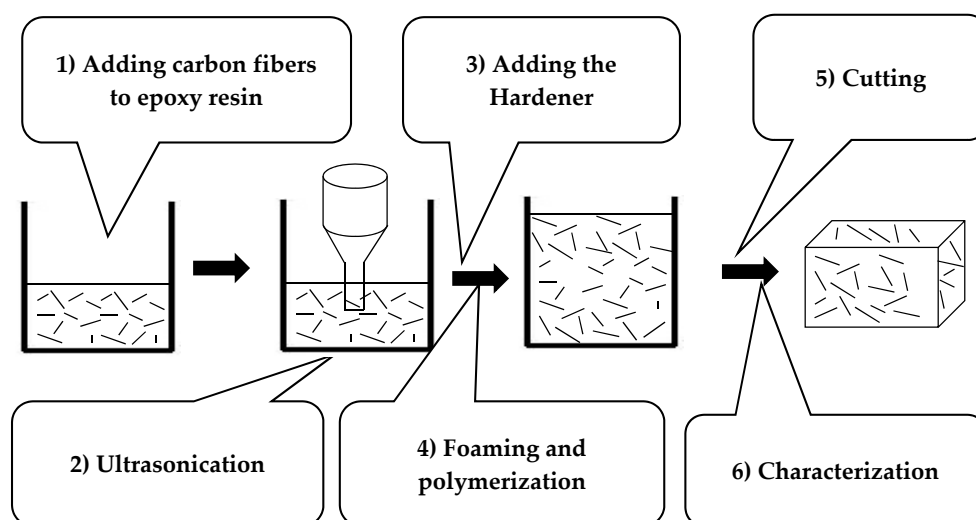 1) Adding carbon fibers
to epoxy resin
3) Adding the
Hardener
5) Cutting
2) Ultrasonication
4) Foaming and
polymerization
6) Characterization